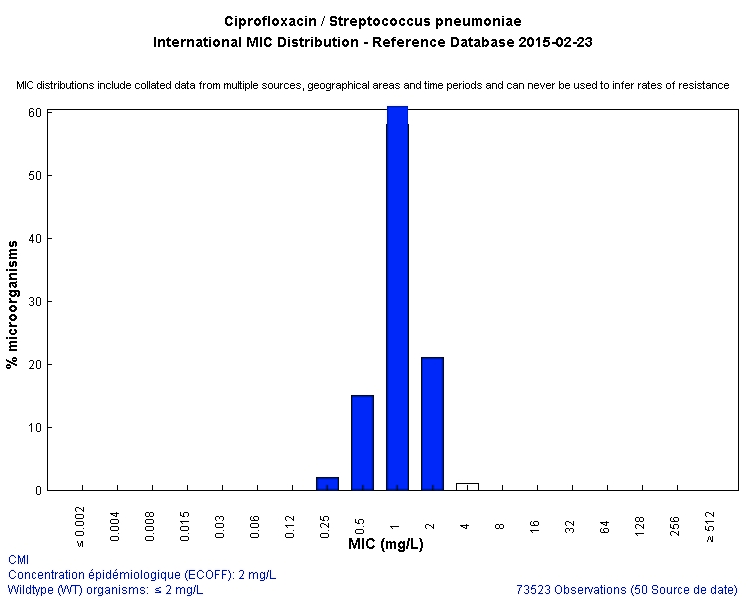 Ciprofloxacin / Streptococcus pneumoniae
International MIC Distribution - Reference Database 2015-02-23
MIC distributions include collated data from multiple sources, geographical areas and time periods and can never be used to infer rates of resistance
60
50
40
30
20
10
0
% microorganisms
≤ 0.002
0.004
0.008
0.015
0.03
0.06
0.12
0.25
0.5
1
2
4
8
16
32
64
128
256
≥ 512
MIC (mg/L)
CMI
Concentration épidémiologique (ECOFF): 2 mg/L
Wildtype (WT) organisms: ≤ 2 mg/L
73523 Observations (50 Source de date)